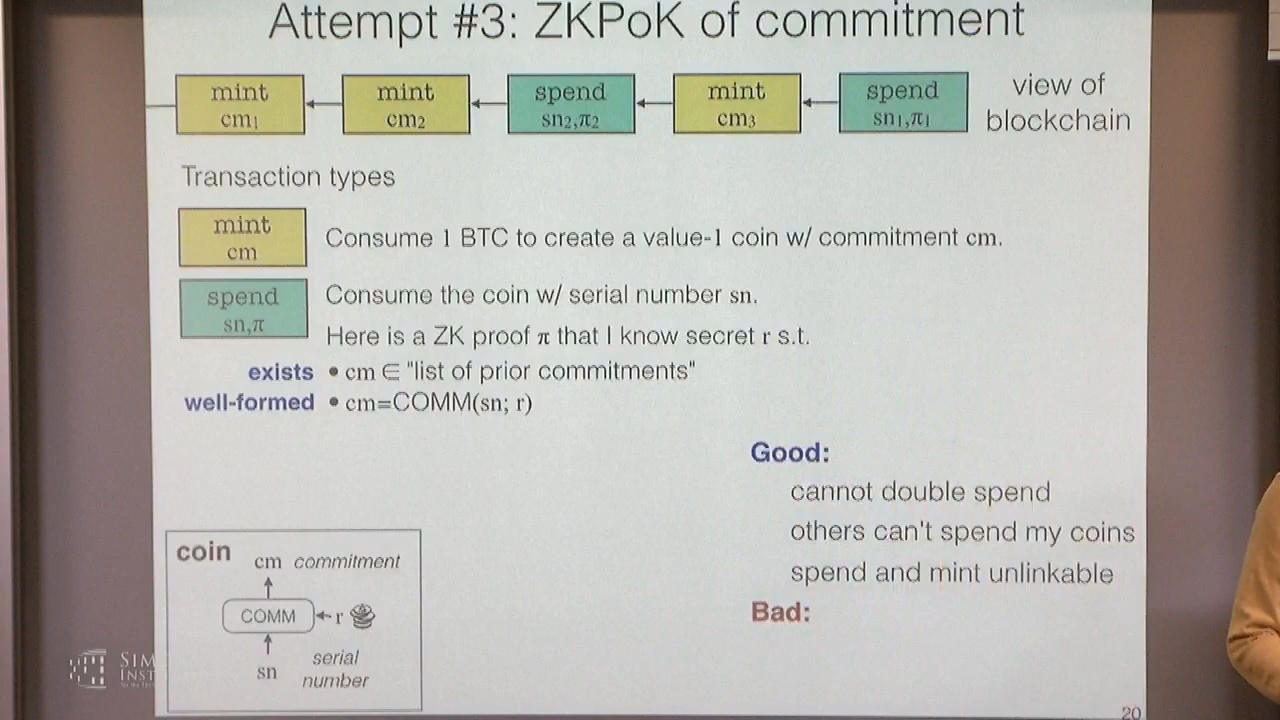 Attempt #3: ZKPoK of commitment
mint
cm₁
mint
cm₂
spend
sn₂,π₂
mint
cm₃
spend
sn₁,π₁
view of
blockchain
Transaction types
mint
cm
Consume 1 BTC to create a value-1 coin w/ commitment cm.
spend
sn,π
Consume the coin w/ serial number sn.
Here is a ZK proof π that I know secret r s.t.
exists • cm ∈ "list of prior commitments"
well-formed • cm=COMM(sn; r)
Good:
cannot double spend
others can't spend my coins
spend and mint unlinkable
Bad:
coin
cm commitment
COMM r
sn serial
number
SIM
INST
20